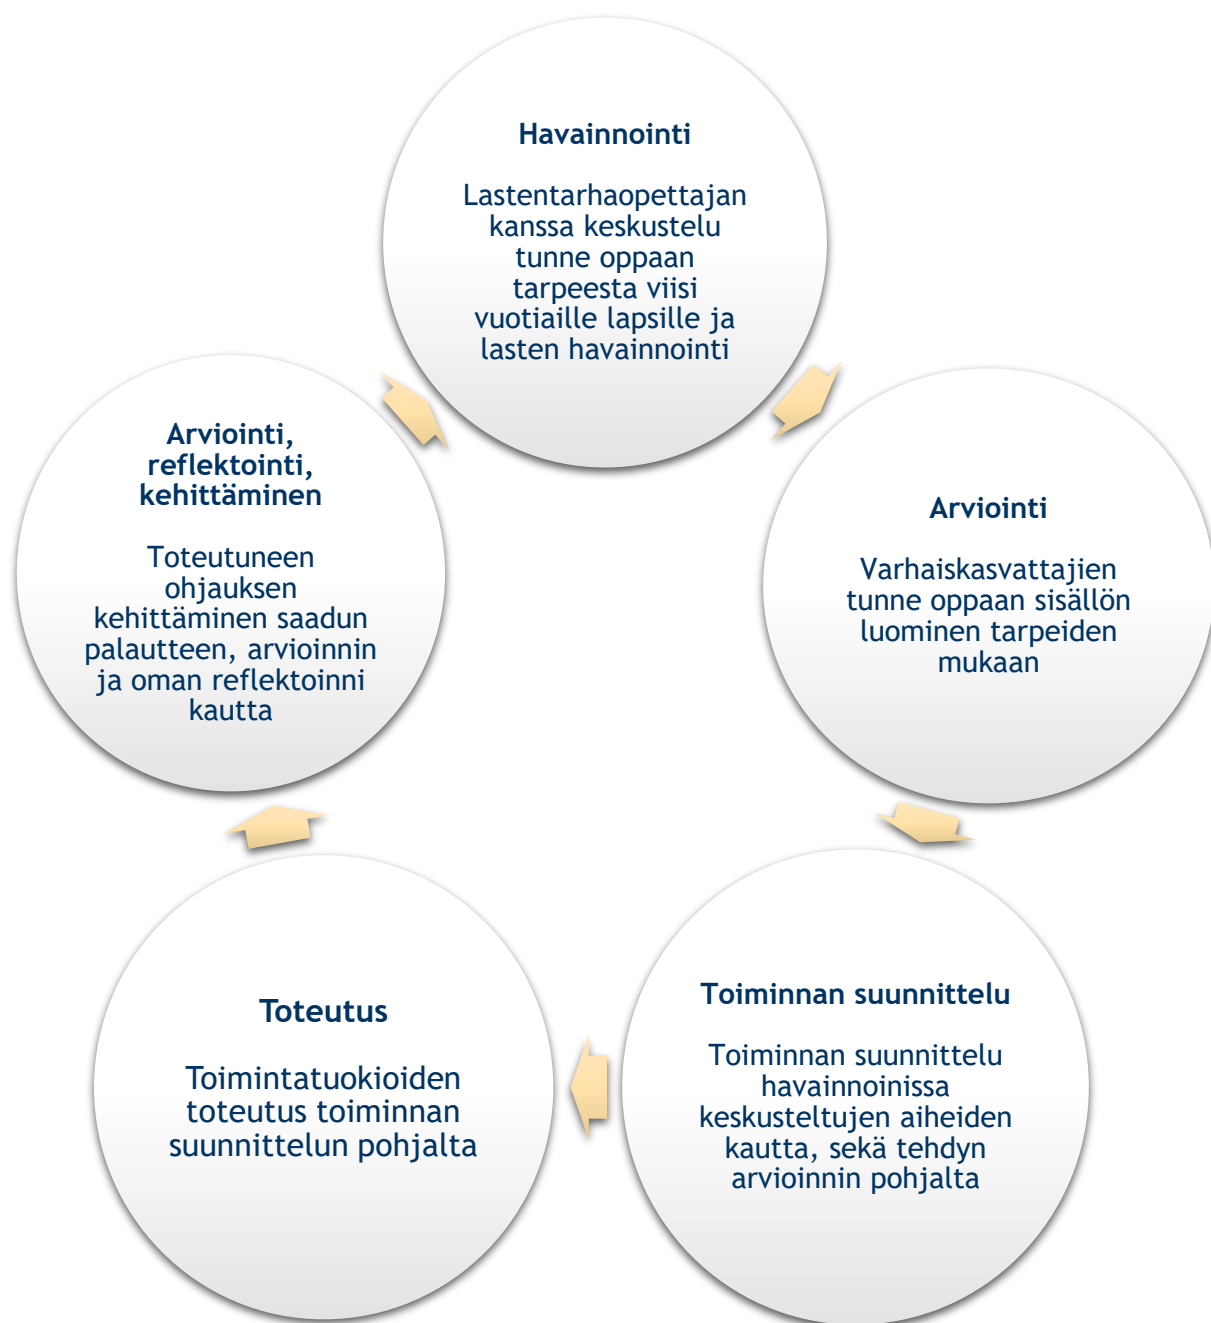 Havainnointi
Lastentarhaopettajan
kanssa keskustelu
tunne oppaan
tarpeesta viisi
vuotiaille lapsille ja
lasten havainnointi
Arviointi
Varhaiskasvattajien
tunne oppaan sisällön
luominen tarpeiden
mukaan
Toiminnan suunnittelu
Toiminnan suunnittelu
havainnoinissa
keskusteltujen aiheiden
kautta, sekä tehdyn
arvioinnin pohjalta
Toteutus
Toimintatuokioiden
toteutus toiminnan
suunnittelun pohjalta
Arviointi,
reflektointi,
kehittäminen
Toteutuneen
ohjauksen
kehittäminen saadun
palautteen, arvioinnin
ja oman reflektoinni
kautta